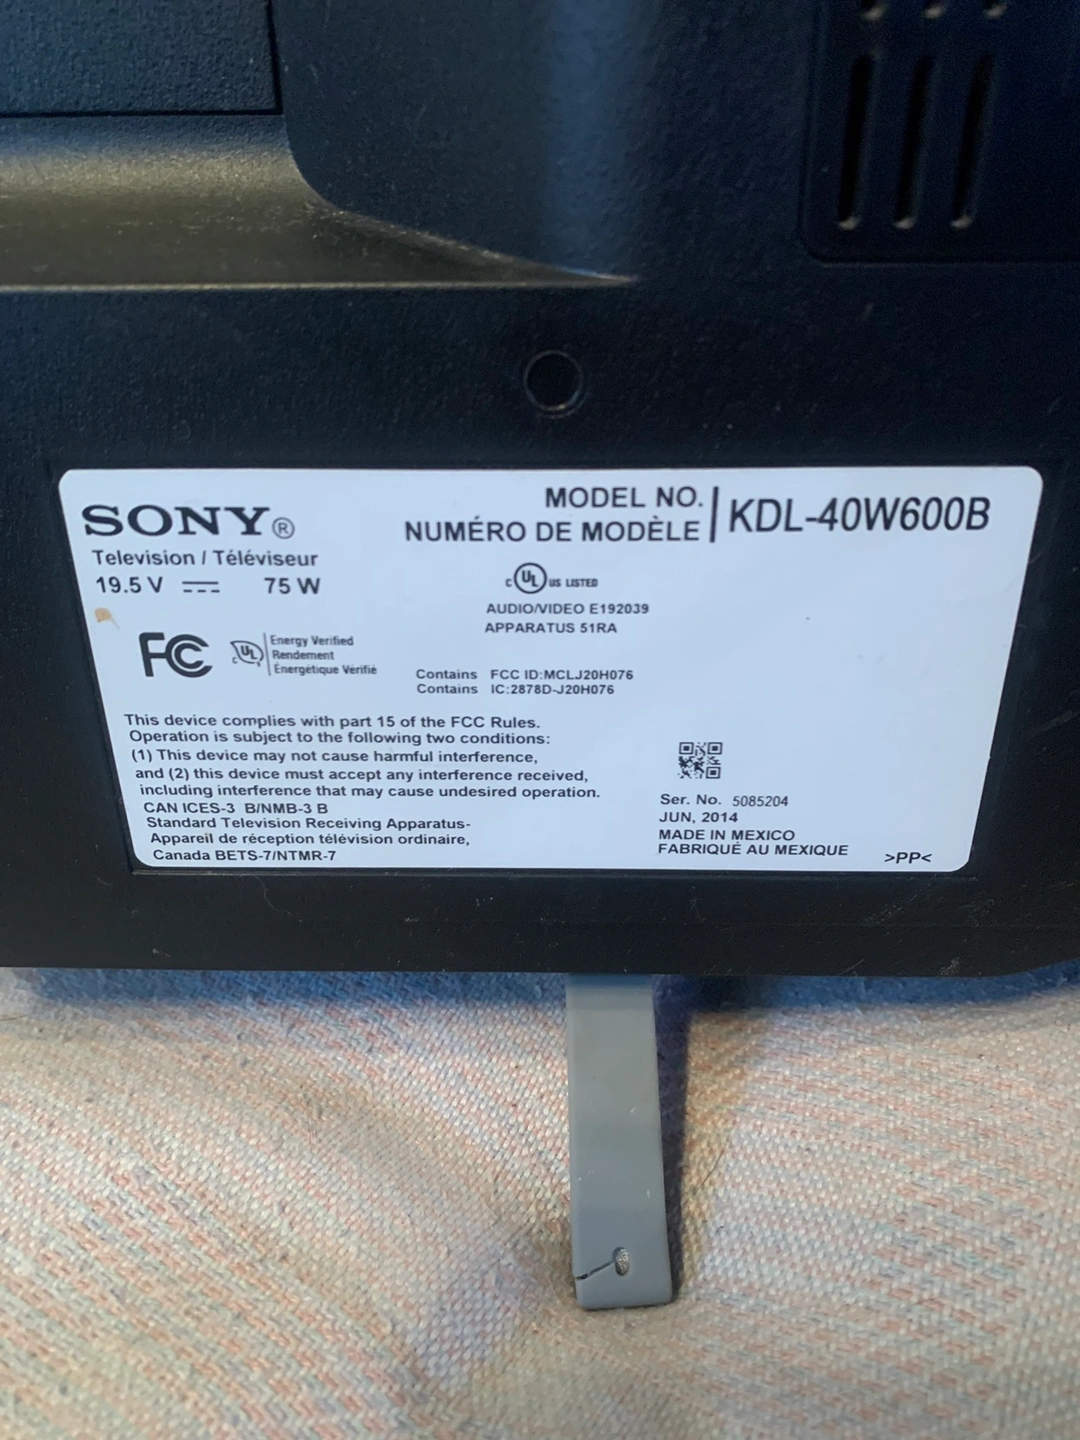 SONY®
MODEL NO.
NUMÉRO DE MODÈLE
KDL-40W600B
Television / Téléviseur
19.5 V 75 W
C UL US LISTED
AUDIO/VIDEO E192039
APPARATUS 51RA
FC
C UL
Energy Verified
Rendement
Énergétique Vérifié
Contains FCC ID:MCLJ20H076
Contains IC:2878D-J20H076
This device complies with part 15 of the FCC Rules.
Operation is subject to the following two conditions:
(1) This device may not cause harmful interference,
and (2) this device must accept any interference received,
including interference that may cause undesired operation.
CAN ICES-3 B/NMB-3 B
Standard Television Receiving Apparatus-
Appareil de réception télévision ordinaire,
Canada BETS-7/NTMR-7
Ser. No. 5085204
JUN, 2014
MADE IN MEXICO
FABRIQUÉ AU MEXIQUE
>PP<